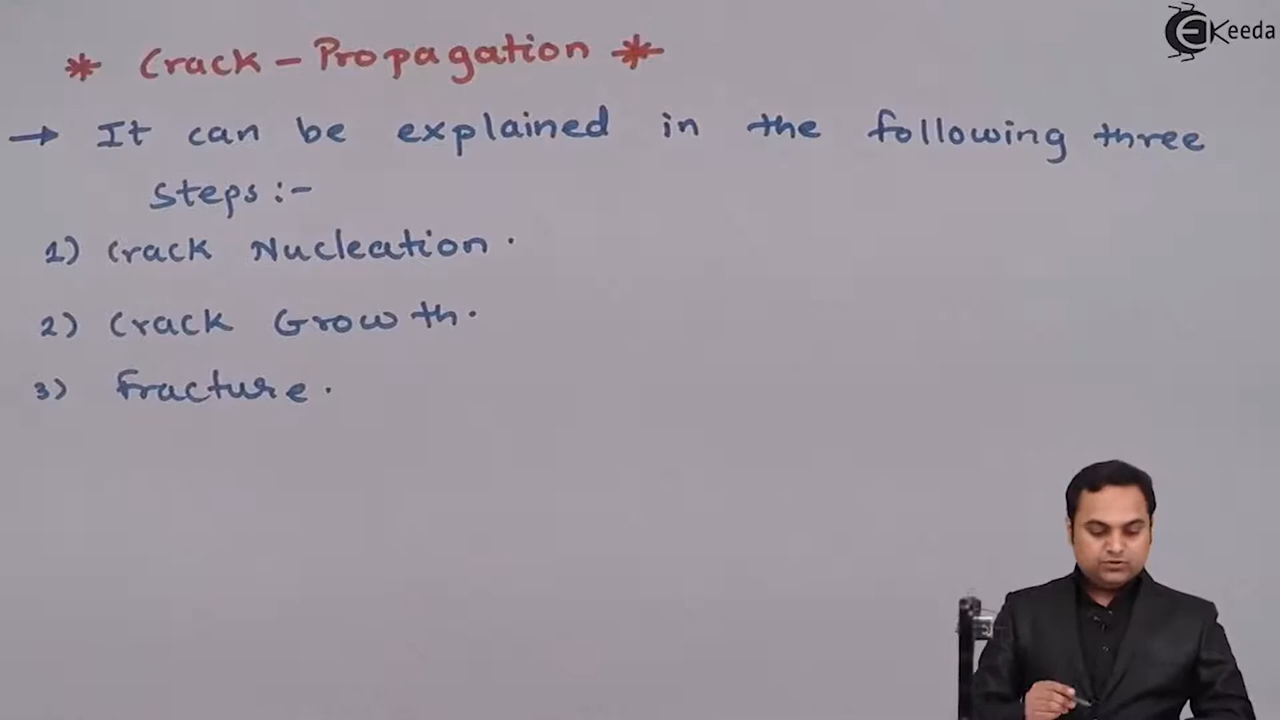 * Crack - Propagation *
→ It can be explained in the following three
Steps :-
1) Crack Nucleation.
2) Crack Growth.
3) Fracture.
EKeeda